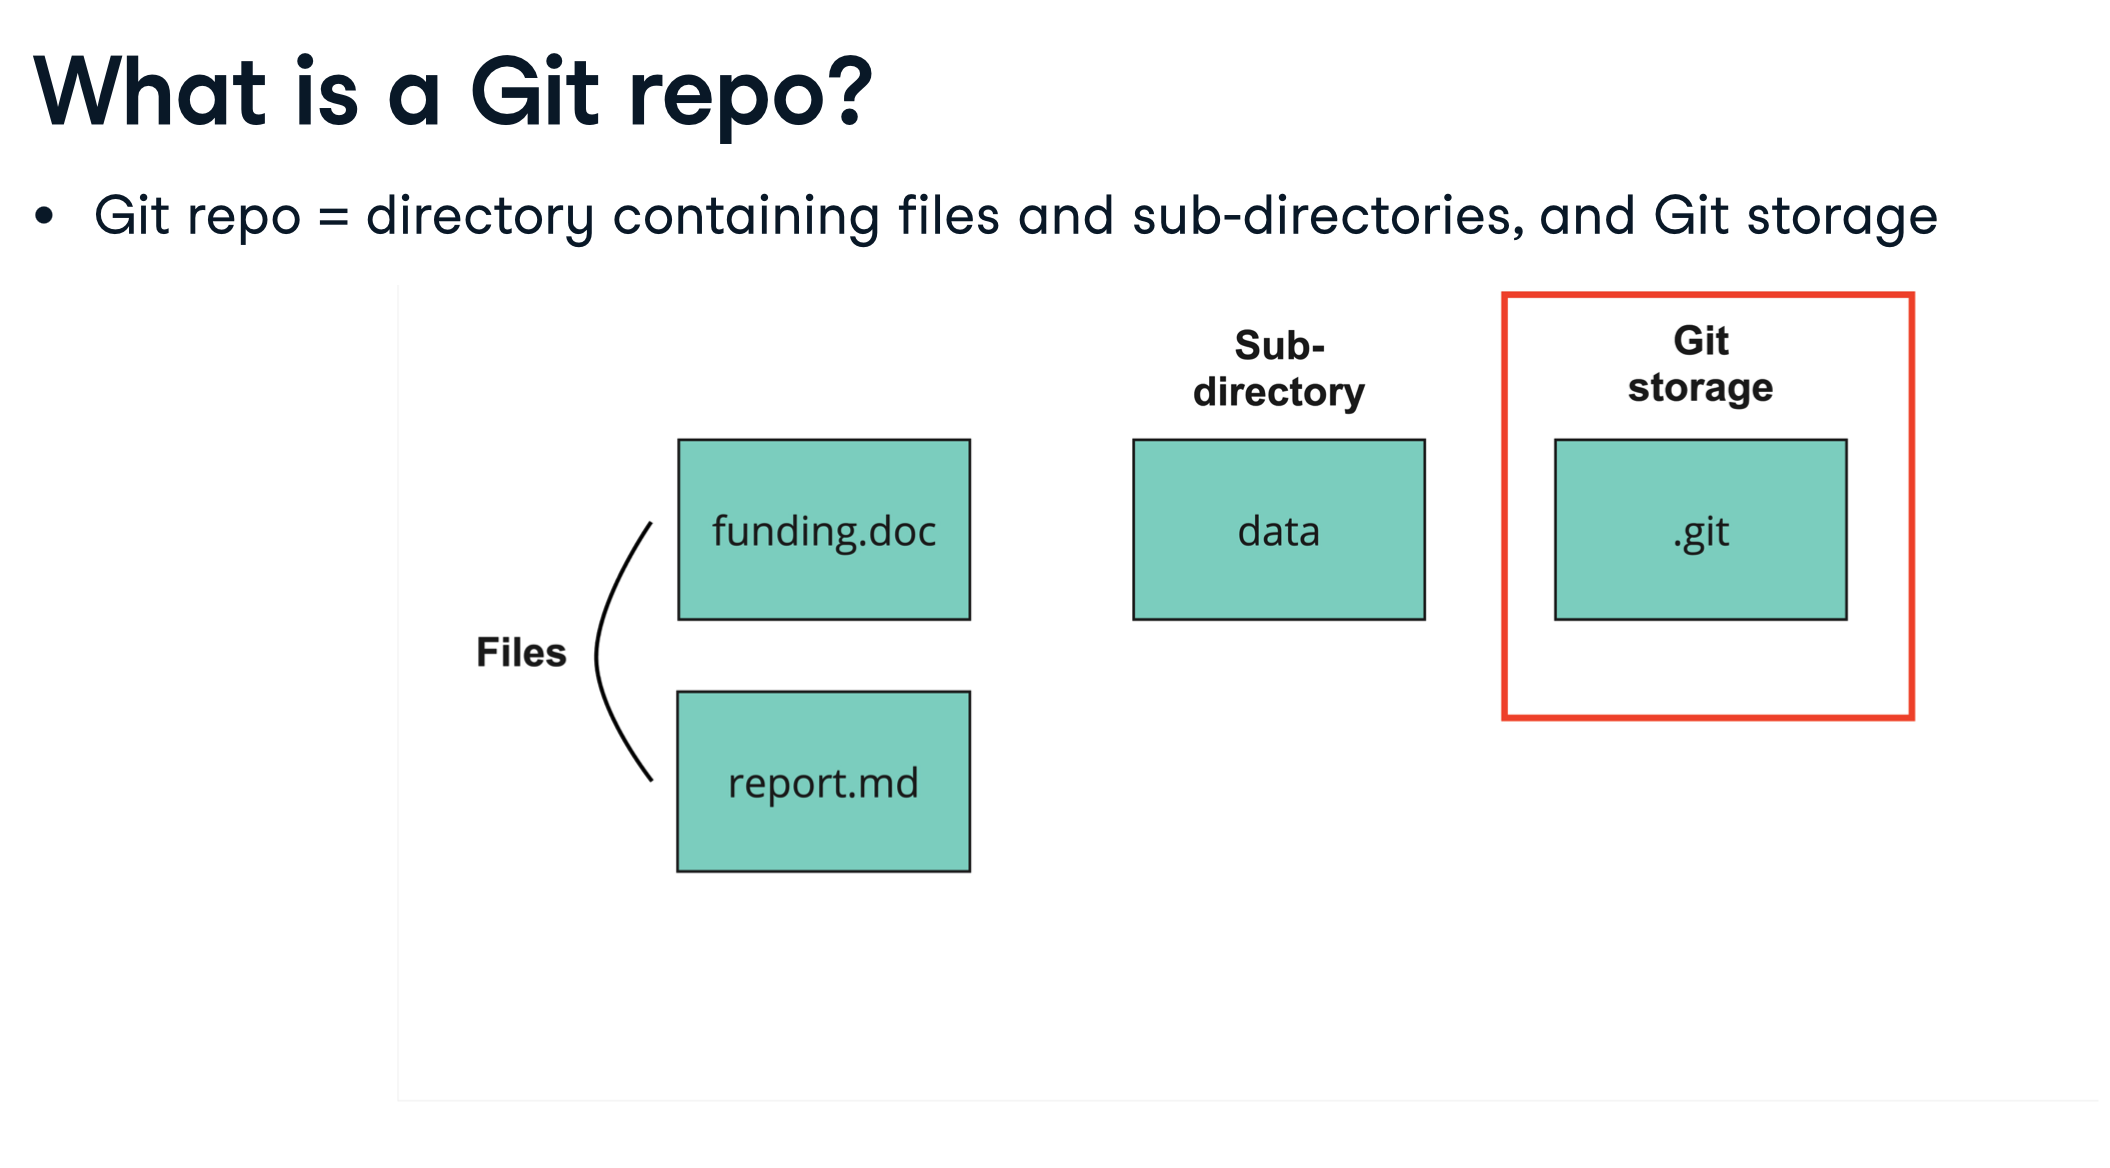 What is a Git repo?
• Git repo = directory containing files and sub-directories, and Git storage
Sub-
directory
Git
storage
funding.doc
data
.git
Files
report.md